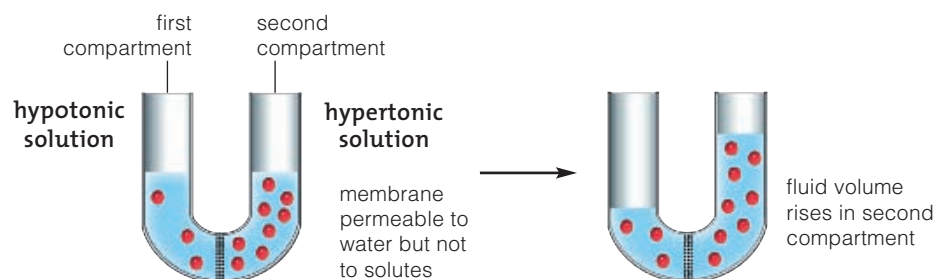 first
compartment
second
compartment
hypotonic
solution
hypertonic
solution
membrane
permeable to
water but not
to solutes
fluid volume
rises in second
compartment